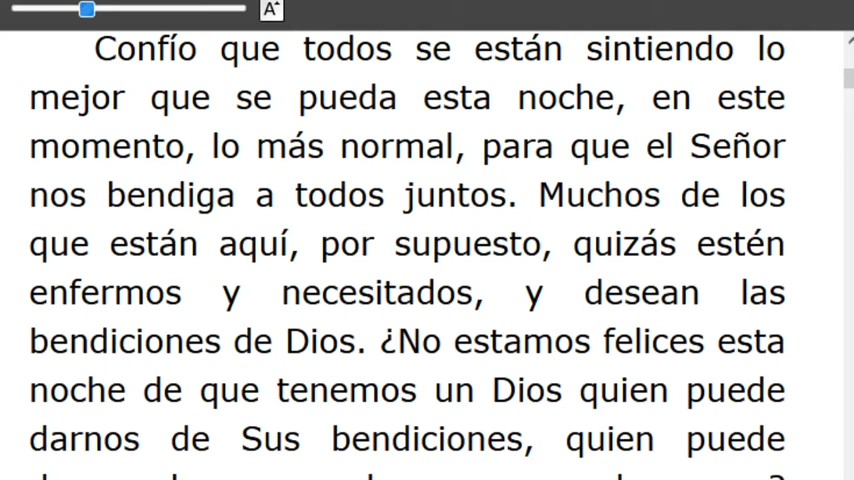 A
Confío que todos se están sintiendo lo
mejor que se pueda esta noche, en este
momento, lo más normal, para que el Señor
nos bendiga a todos juntos. Muchos de los
que están aquí, por supuesto, quizás estén
enfermos y necesitados, y desean las
bendiciones de Dios. ¿No estamos felices esta
noche de que tenemos un Dios quien puede
darnos de Sus bendiciones, quien puede